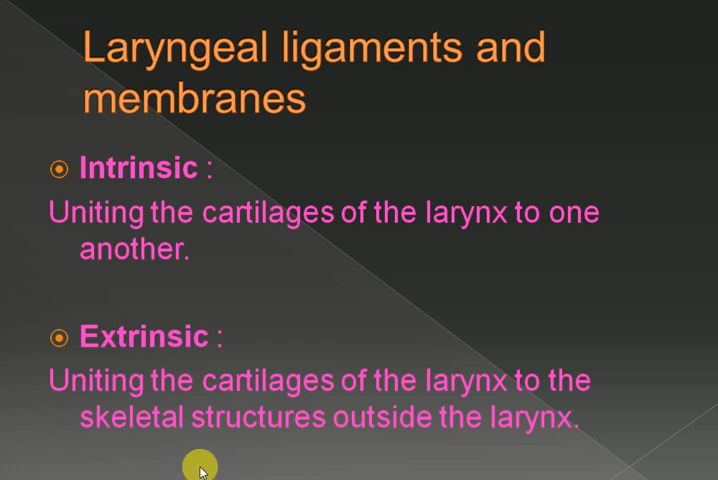 Laryngeal ligaments and
membranes
Intrinsic :
Uniting the cartilages of the larynx to one
another.
Extrinsic :
Uniting the cartilages of the larynx to the
skeletal structures outside the larynx.